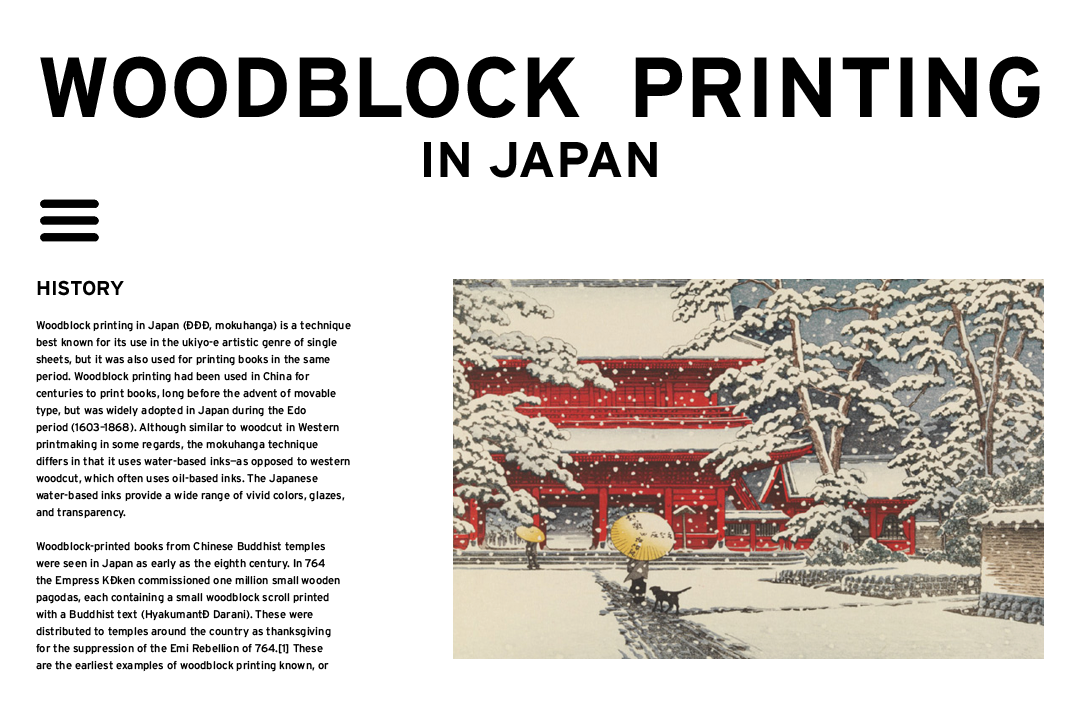 WOODBLOCK PRINTING
IN JAPAN
HISTORY
Woodblock printing in Japan (ĐĐĐ, mokuhanga) is a technique
best known for its use in the ukiyo-e artistic genre of single
sheets, but it was also used for printing books in the same
period. Woodblock printing had been used in China for
centuries to print books, long before the advent of movable
type, but was widely adopted in Japan during the Edo
period (1603–1868). Although similar to woodcut in Western
printmaking in some regards, the mokuhanga technique
differs in that it uses water-based inks—as opposed to western
woodcut, which often uses oil-based inks. The Japanese
water-based inks provide a wide range of vivid colors, glazes,
and transparency.
Woodblock-printed books from Chinese Buddhist temples
were seen in Japan as early as the eighth century. In 764
the Empress KĐken commissioned one million small wooden
pagodas, each containing a small woodblock scroll printed
with a Buddhist text (HyakumantĐ Darani). These were
distributed to temples around the country as thanksgiving
for the suppression of the Emi Rebellion of 764.[1] These
are the earliest examples of woodblock printing known, or